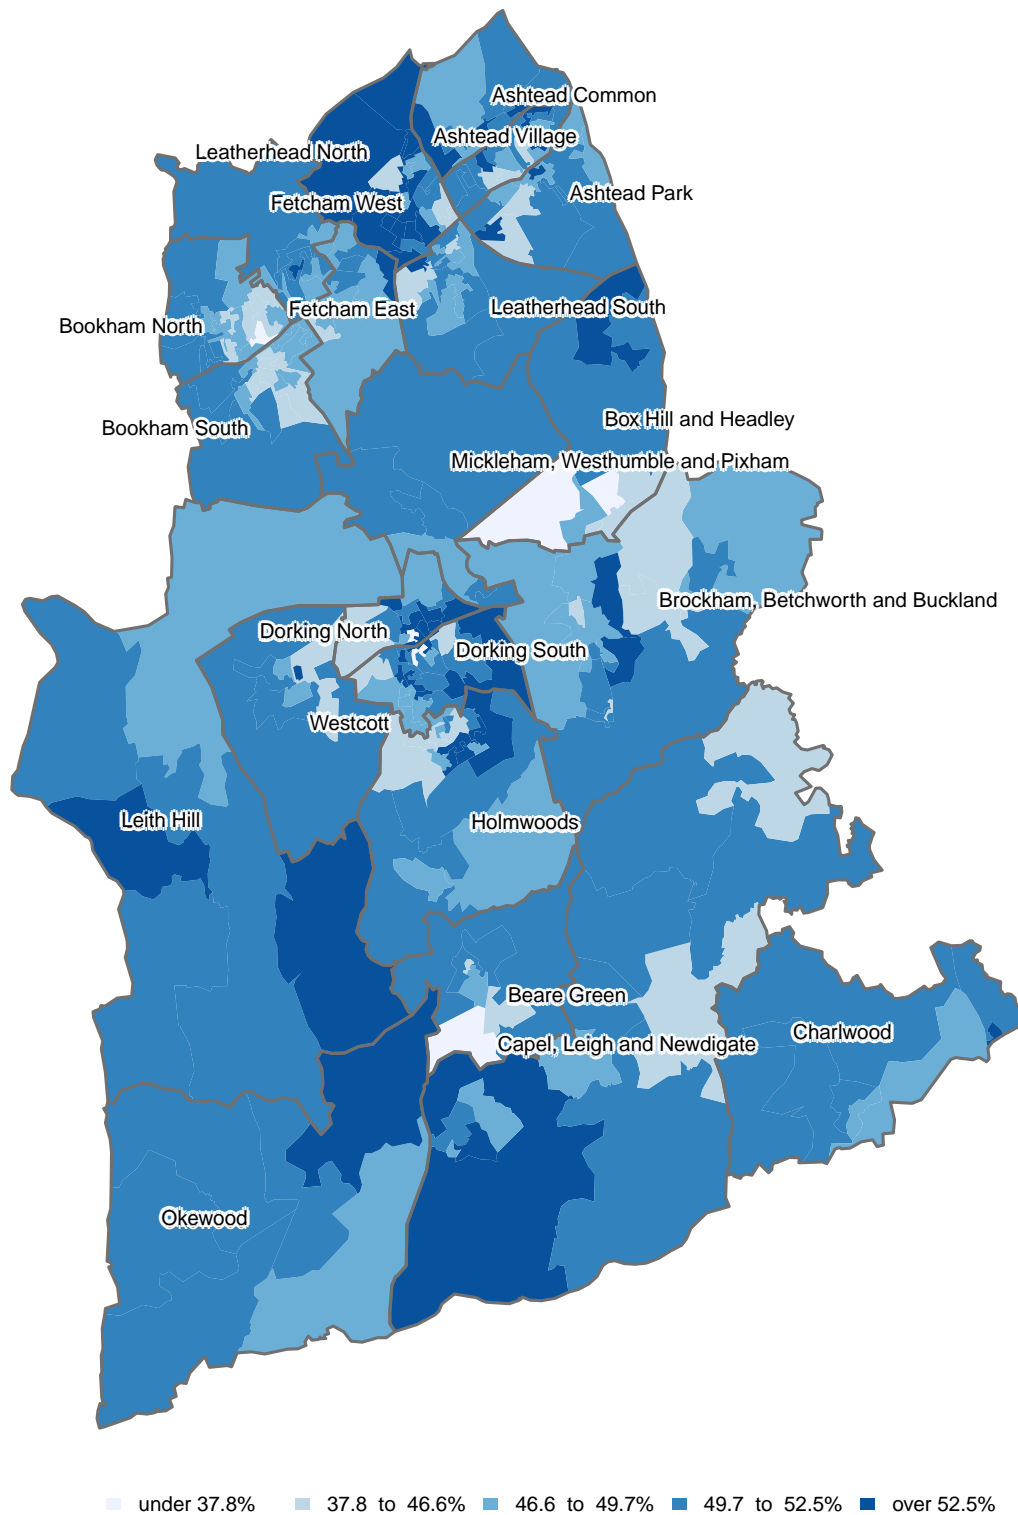 Ashtead Common
Ashtead Village
Leatherhead North
Ashtead Park
Fetcham West
Leatherhead South
Fetcham East
Bookham North
Box Hill and Headley
Bookham South
Mickleham, Westhumble and Pixham
Brockham, Betchworth and Buckland
Dorking North
Dorking South
Westcott
Leith Hill
Holmwoods
Beare Green
Charlwood
Capel, Leigh and Newdigate
Okewood
under 37.8% 37.8 to 46.6% 46.6 to 49.7% 49.7 to 52.5% over 52.5%